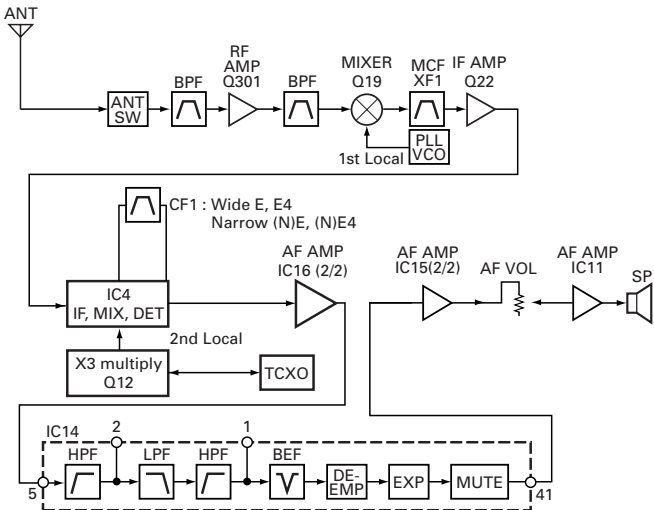 ANT
ANT
SW
BPF
RF
AMP
Q301
BPF
MIXER
Q19
MCF
XF1
IF AMP
Q22
1st Local
PLL
VCO
CF1 : Wide E, E4
Narrow (N)E, (N)E4
IC4
IF, MIX, DET
AF AMP
IC16 (2/2)
AF AMP
IC15(2/2)
AF VOL
AF AMP
IC11
SP
2nd Local
X3 multiply
Q12
TCXO
IC14
2
1
5
HPF
LPF
HPF
BEF
DE-
EMP
EXP
MUTE
41